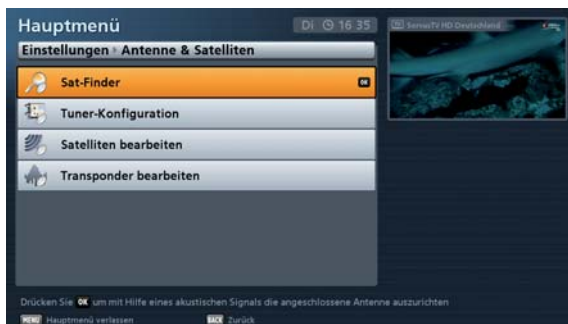 Hauptmenü
Di 16 35
ServusTV HD Deutschland
Einstellungen › Antenne & Satelliten
Sat-Finder OK
Tuner-Konfiguration
Satelliten bearbeiten
Transponder bearbeiten
Drücken Sie OK um mit Hilfe eines akustischen Signals die angeschlossene Antenne auszurichten
MENU Hauptmenü verlassen BACK Zurück